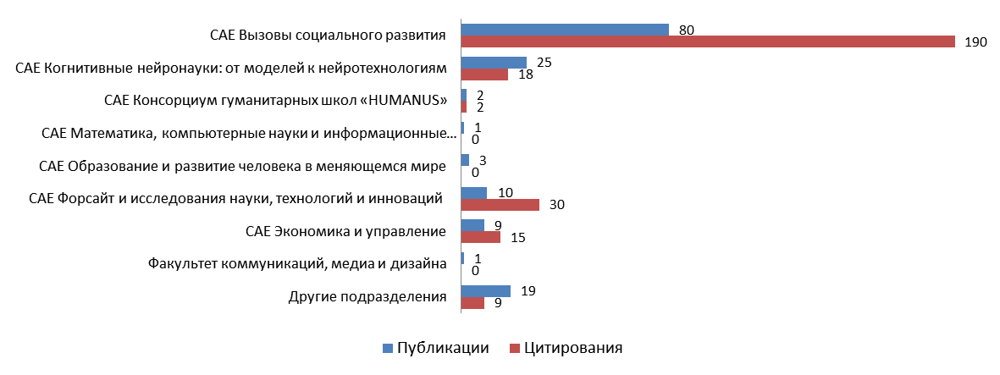 САЕ Вызовы социального развития
80
190
САЕ Когнитивные нейронауки: от моделей к нейротехнологиям
25
18
САЕ Консорциум гуманитарных школ «HUMANUS»
2
2
САЕ Математика, компьютерные науки и информационные...
1
0
САЕ Образование и развитие человека в меняющемся мире
3
0
САЕ Форсайт и исследования науки, технологий и инноваций
10
30
САЕ Экономика и управление
9
15
Факультет коммуникаций, медиа и дизайна
1
0
Другие подразделения
19
9
Публикации
Цитирования